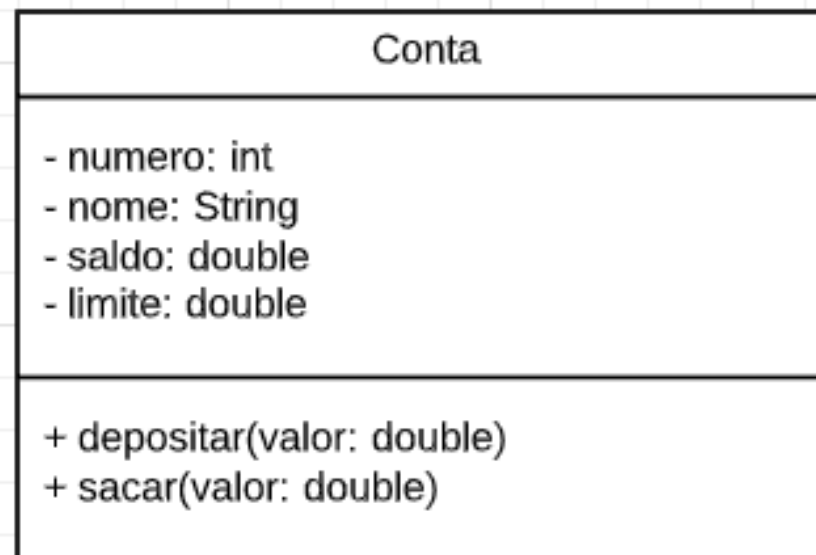 Conta
- numero: int
- nome: String
- saldo: double
- limite: double
+ depositar(valor: double)
+ sacar(valor: double)